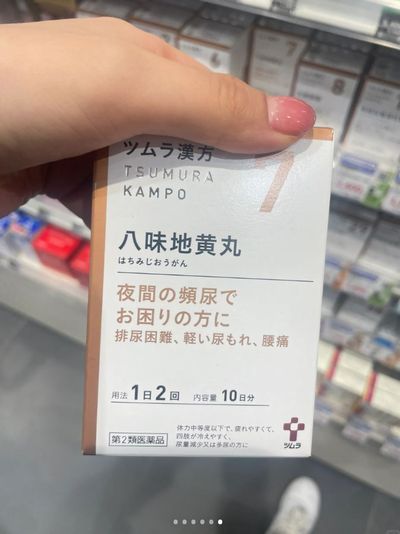 ツムラ漢方
TSUMURA
KAMPO
7
八味地黄丸
はちみじおうがん
夜間の頻尿で
お困りの方に
排尿困難、軽い尿もれ、腰痛
用法 1日2回 内容量 10日分
第2類医薬品
体力中等度以下で、疲れやすくて、
四肢が冷えやすく、
尿量減少又は多尿の方に
ツムラ
6
7
8